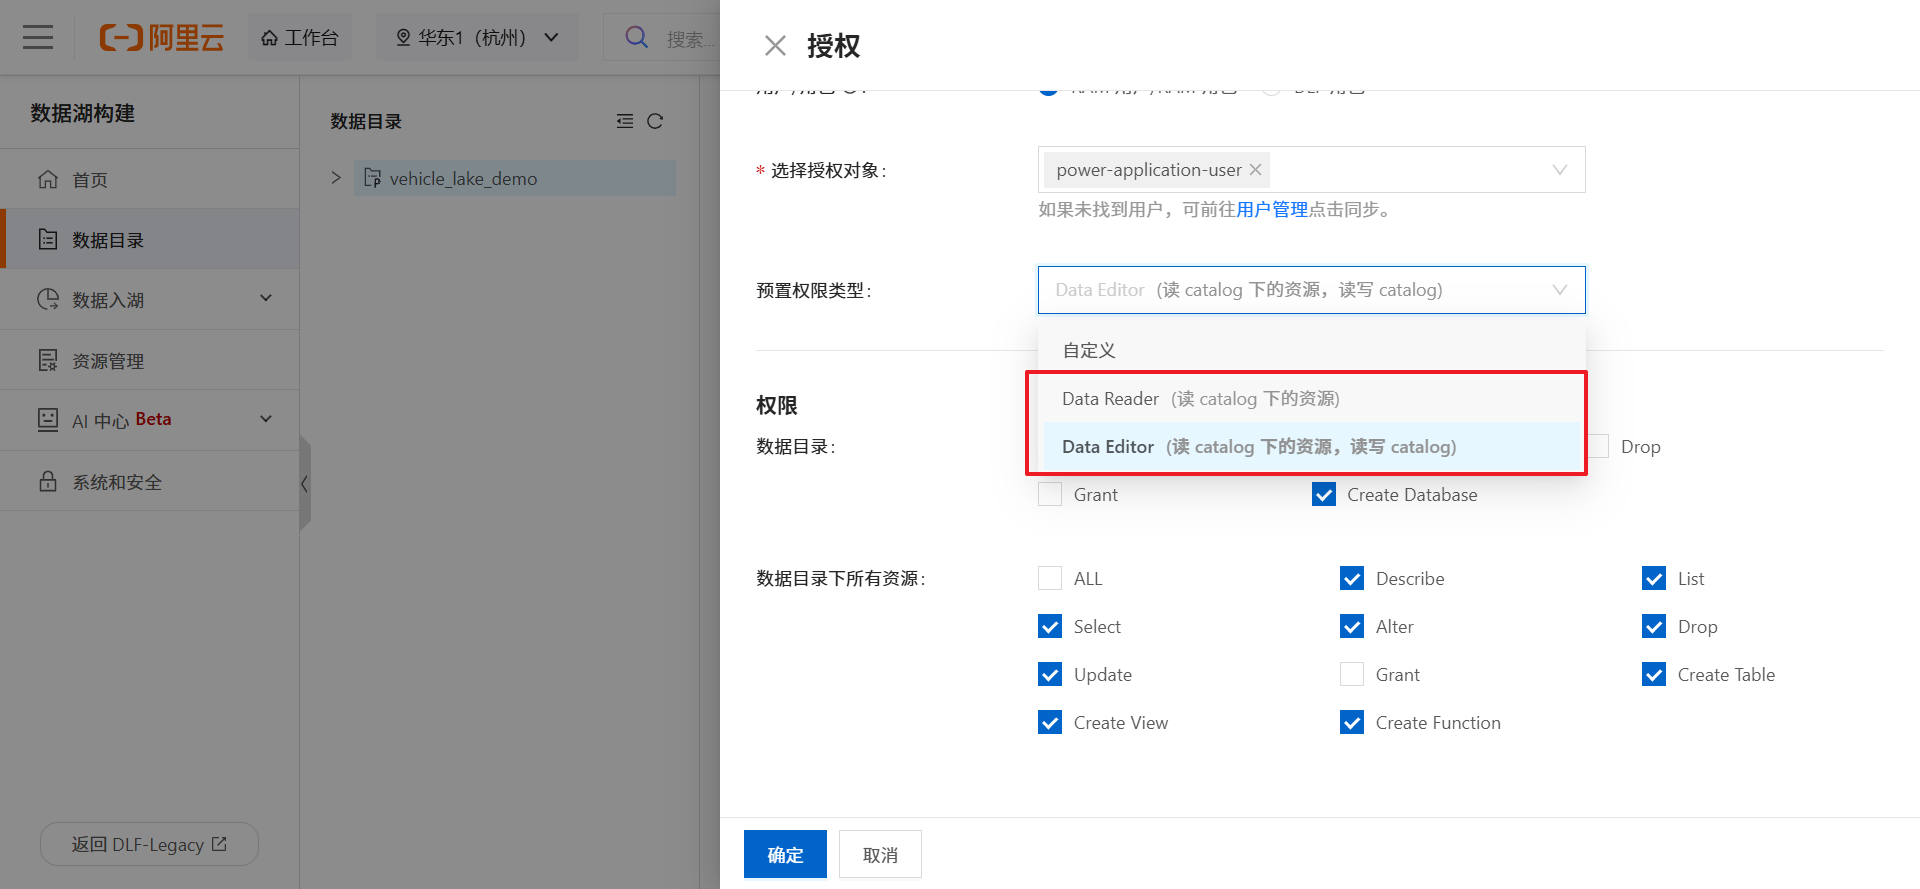 阿里云
工作台
华东1（杭州）
搜索...
数据湖构建
首页
数据目录
数据入湖
资源管理
AI 中心 Beta
系统和安全
返回 DLF-Legacy
数据目录
vehicle_lake_demo
授权
* 选择授权对象:
power-application-user
如果未找到用户，可前往用户管理点击同步。
预置权限类型:
Data Editor (读 catalog 下的资源，读写 catalog)
自定义
Data Reader (读 catalog 下的资源)
Data Editor (读 catalog 下的资源，读写 catalog)
权限
数据目录:
Drop
Grant
Create Database
数据目录下所有资源:
ALL
Describe
List
Select
Alter
Drop
Update
Grant
Create Table
Create View
Create Function
确定
取消